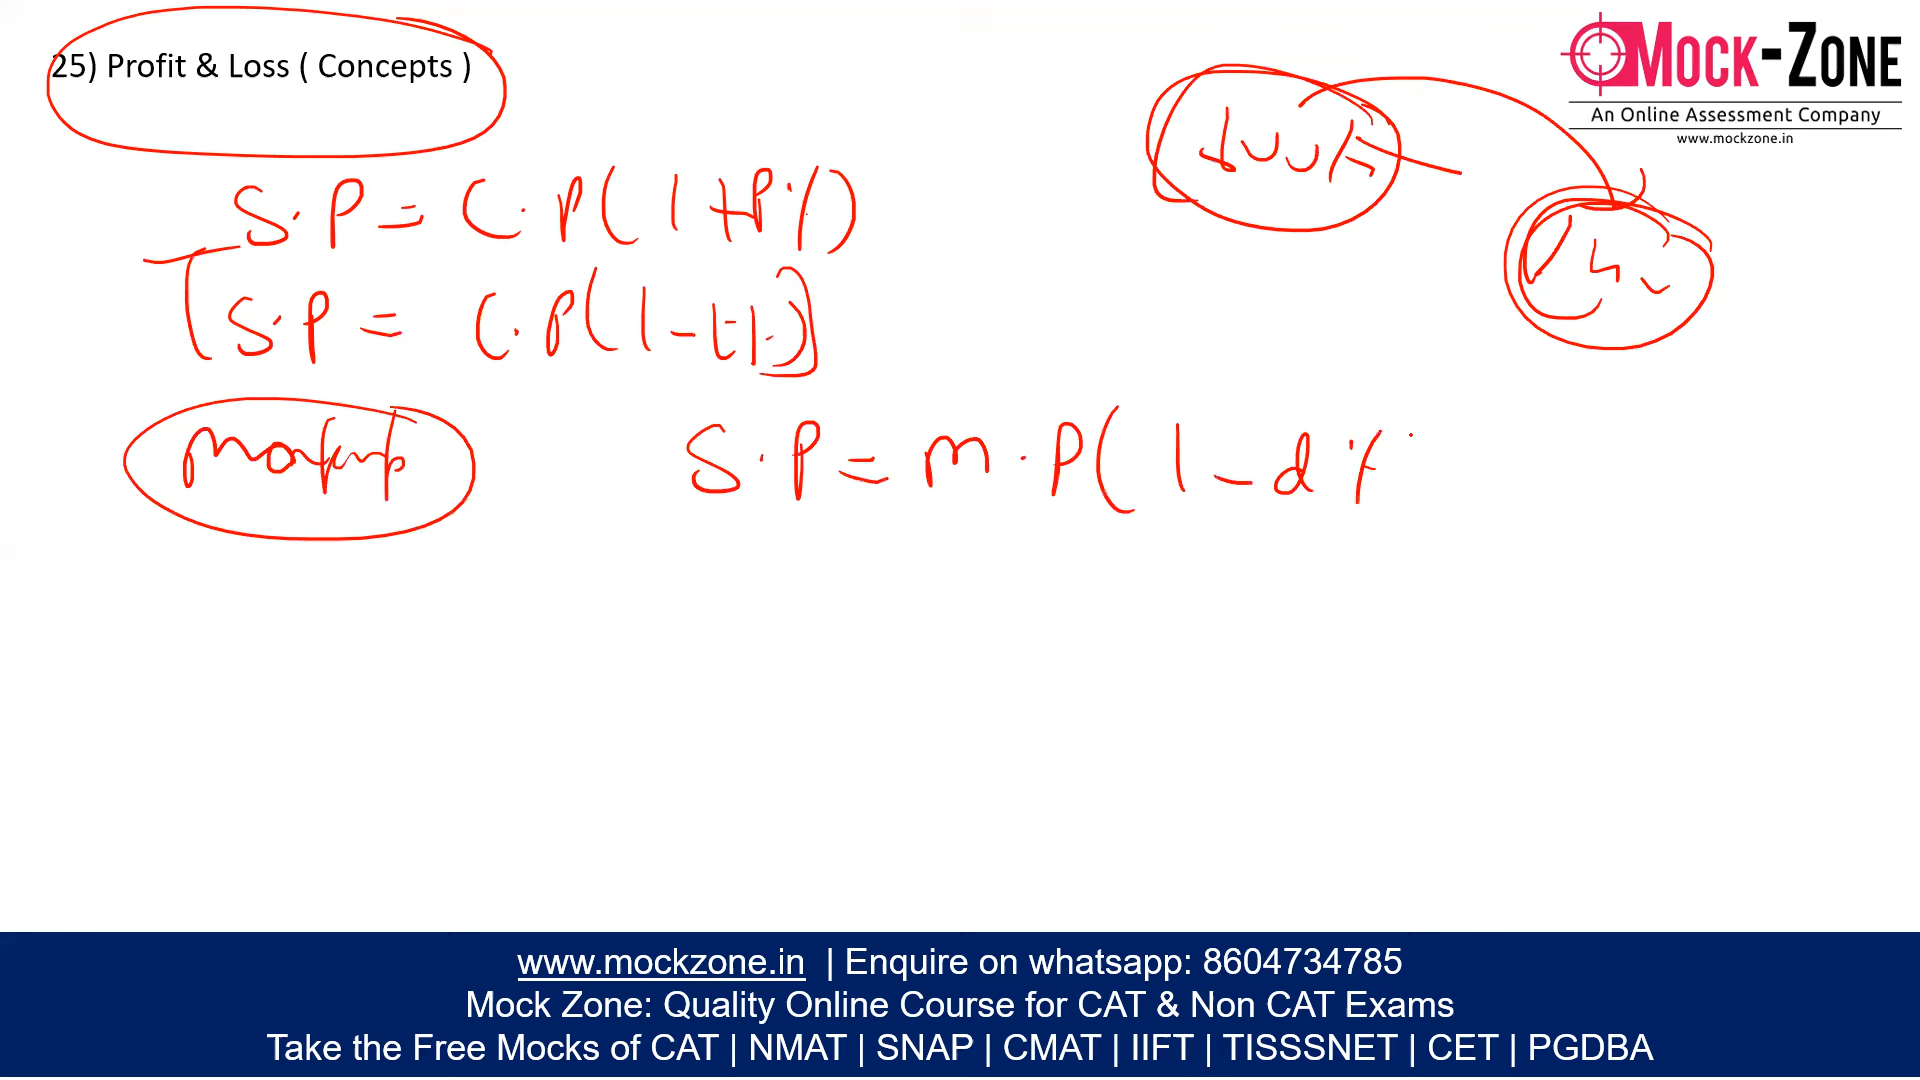 25) Profit & Loss ( Concepts )
MOCK-ZONE
An Online Assessment Company
www.mockzone.in
S.P = C.P(1+P%)
S.P = C.P(1-L%)
S.P = m.P(1-d%
www.mockzone.in | Enquire on whatsapp: 8604734785
Mock Zone: Quality Online Course for CAT & Non CAT Exams
Take the Free Mocks of CAT | NMAT | SNAP | CMAT | IIFT | TISSSNET | CET | PGDBA